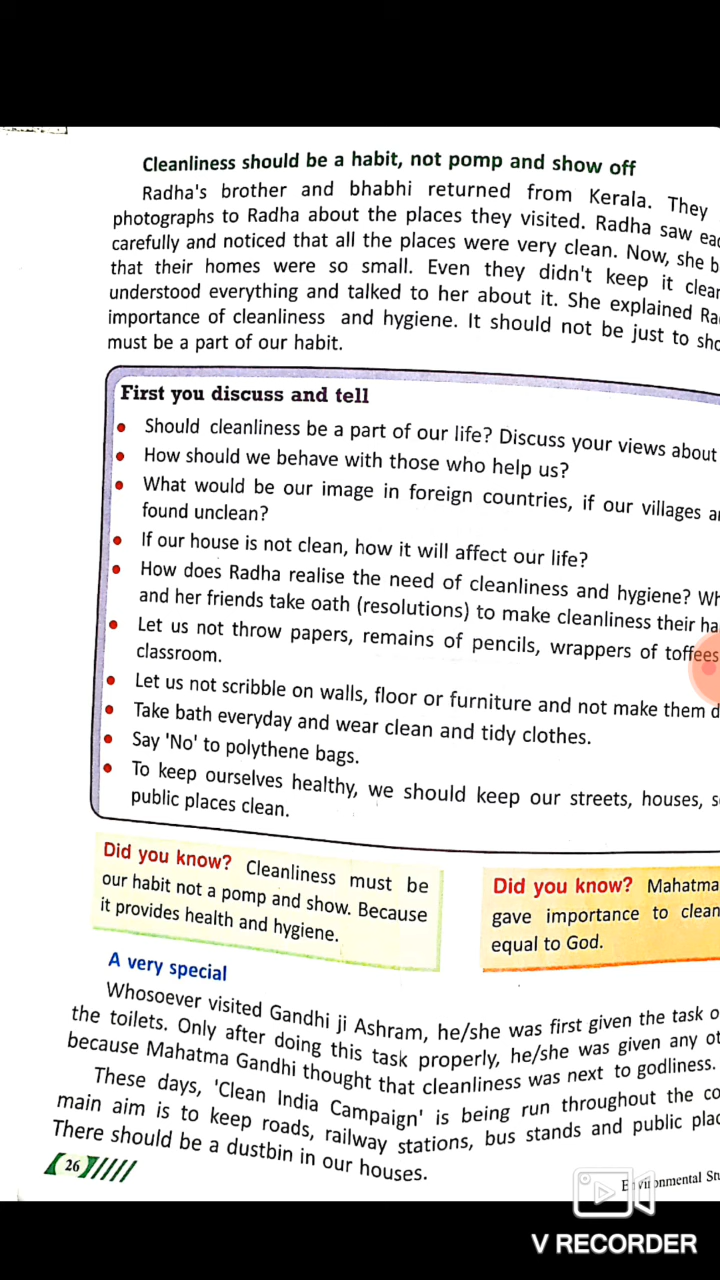 Cleanliness should be a habit, not pomp and show off
Radha's brother and bhabhi returned from Kerala. They
photographs to Radha about the places they visited. Radha saw
carefully and noticed that all the places were very clean. Now, she
that their homes were so small. Even they didn't keep it
understood everything and talked to her about it. She explained
importance of cleanliness and hygiene. It should not be just to
must be a part of our habit.
First you discuss and tell
• Should cleanliness be a part of our life? Discuss your views about
• How should we behave with those who help us?
• What would be our image in foreign countries, if our villages
found unclean?
• If our house is not clean, how it will affect our life?
• How does Radha realise the need of cleanliness and hygiene?
and her friends take oath (resolutions) to make cleanliness their
• Let us not throw papers, remains of pencils, wrappers of toffees
classroom.
• Let us not scribble on walls, floor or furniture and not make them
• Take bath everyday and wear clean and tidy clothes.
• Say 'No' to polythene bags.
• To keep ourselves healthy, we should keep our streets, houses,
public places clean.
Did you know? Cleanliness must be
our habit not a pomp and show. Because
it provides health and hygiene.
Did you know? Mahatma
gave importance to
equal to God.
A very special
Whosoever visited Gandhi ji Ashram, he/she was first given the task
the toilets. Only after doing this task properly, he/she was given any
because Mahatma Gandhi thought that cleanliness was next to godliness.
These days, 'Clean India Campaign' is being run throughout the
main aim is to keep roads, railway stations, bus stands and public
There should be a dustbin in our houses.
26
Environmental
V RECORDER